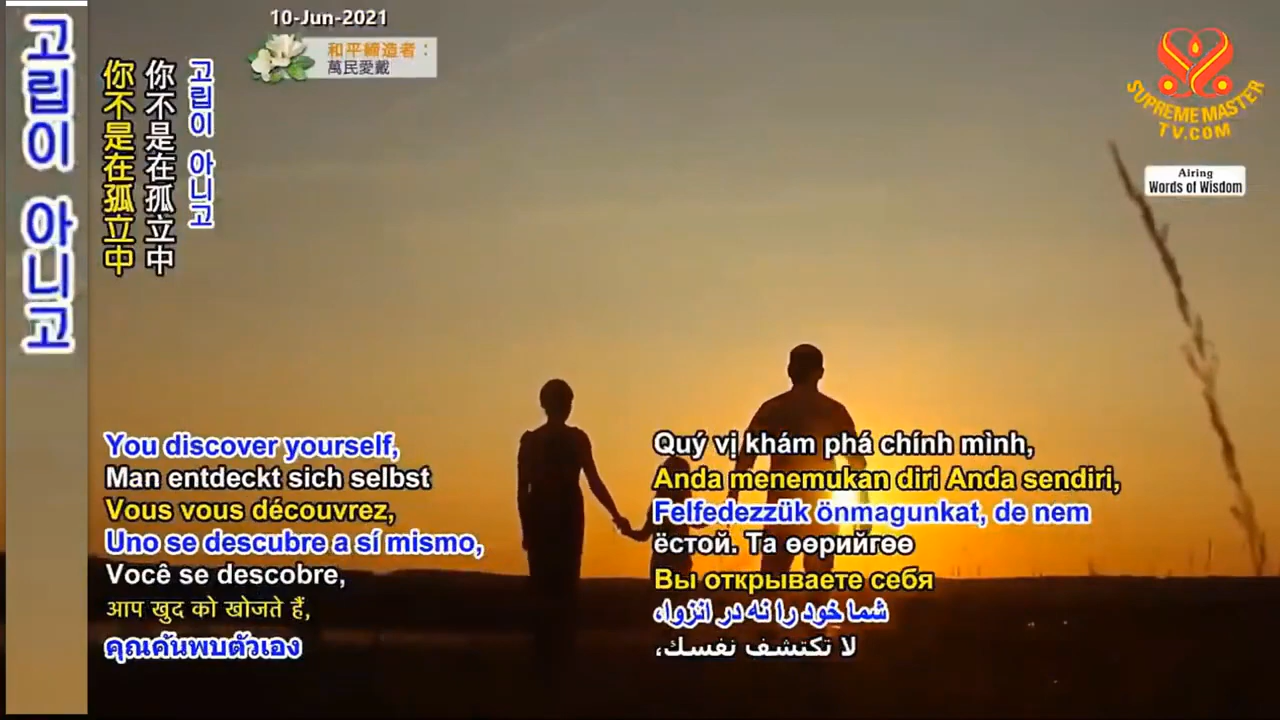 10-Jun-2021
和平締造者：
萬民愛戴
SUPREME MASTER
TV.COM
Airing
Words of Wisdom
고립이 아니고
你不是在孤立中
你不是在孤立中
고립이 아니고
You discover yourself,
Man entdeckt sich selbst
Vous vous découvrez,
Uno se descubre a sí mismo,
Você se descobre,
आप खुद को खोजते हैं,
คุณค้นพบตัวเอง
Quý vị khám phá chính mình,
Anda menemukan diri Anda sendiri,
Felfedezzük önmagunkat, de nem
ёстой. Та өөрийгөө
Вы открываете себя
شما خود را نه در انزوا،
لا تكتشف نفسك،